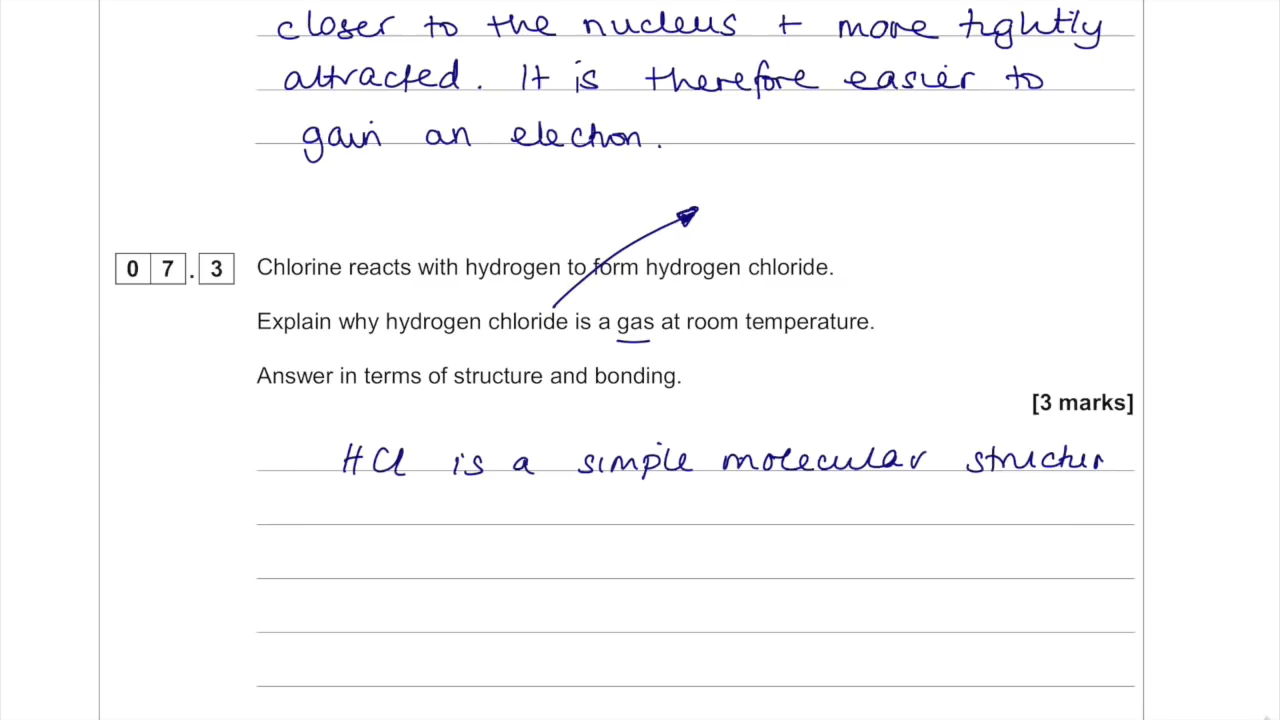 closer to the nucleus + more tightly
attracted. It is therefore easier to
gain an electron.
07.3 Chlorine reacts with hydrogen to form hydrogen chloride.
Explain why hydrogen chloride is a gas at room temperature.
Answer in terms of structure and bonding.
[3 marks]
HCl is a simple molecular structur